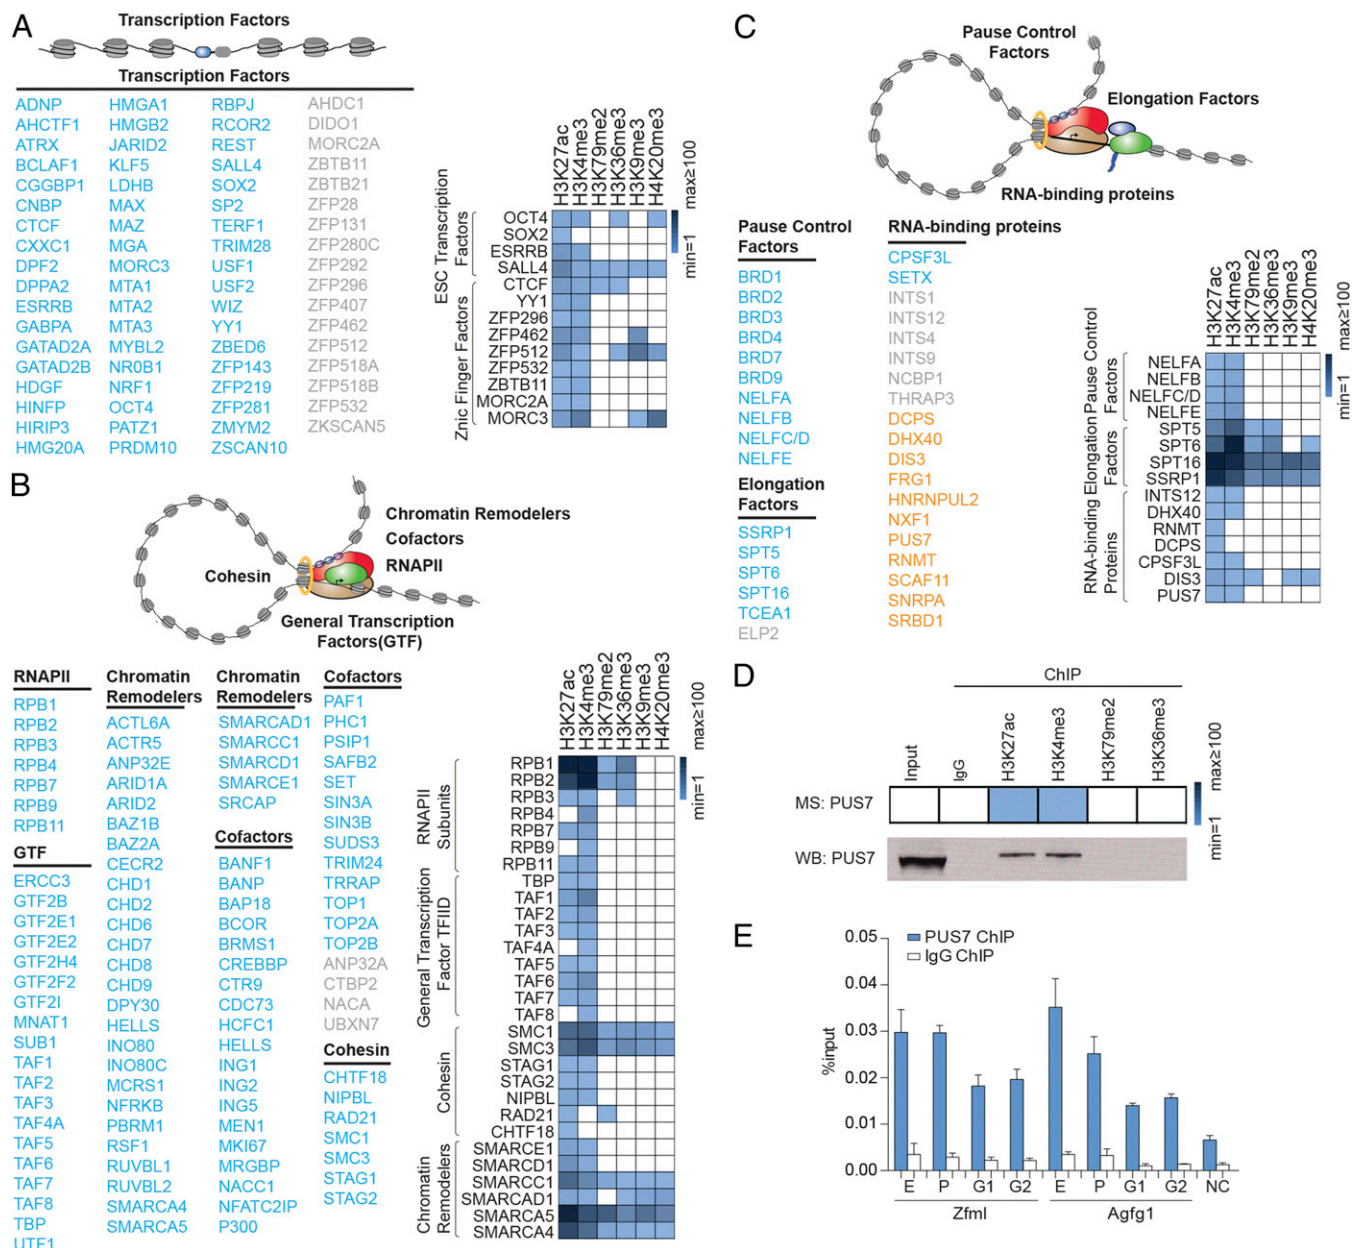 A
Transcription Factors
Transcription Factors
ADNP HMGA1 RBPJ AHDC1
AHCTF1 HMGB2 RCOR2 DIDO1
ATRX JARID2 REST MORC2A
BCLAF1 KLF5 SALL4 ZBTB11
CGGBP1 LDHB SOX2 ZBTB21
CNBP MAX SP2 ZFP28
CTCF MAZ TERF1 ZFP131
CXXC1 MGA TRIM28 ZFP280C
DPF2 MORC3 USF1 ZFP292
DPPA2 MTA1 USF2 ZFP296
ESRRB MTA2 WIZ ZFP407
GABPA MTA3 YY1 ZFP462
GATAD2A MYBL2 ZBED6 ZFP512
GATAD2B NR0B1 ZFP143 ZFP518A
HDGF NRF1 ZFP219 ZFP518B
HINFP OCT4 ZFP281 ZFP532
HIRIP3 PATZ1 ZMYM2 ZKSCAN5
HMG20A PRDM10 ZSCAN10
H3K27ac
H3K4me3
H3K79me2
H3K36me3
H3K9me3
H4K20me3
min=1 max≥100
ESC Transcription
Factors
OCT4
SOX2
ESRRB
SALL4
Znic Finger Factors
CTCF
YY1
ZFP296
ZFP462
ZFP512
ZFP532
ZBTB11
MORC2A
MORC3
B
Chromatin Remodelers
Cofactors
RNAPII
Cohesin
General Transcription
Factors(GTF)
RNAPII
RPB1
RPB2
RPB3
RPB4
RPB7
RPB9
RPB11
GTF
ERCC3
GTF2B
GTF2E1
GTF2E2
GTF2H4
GTF2F2
GTF2I
MNAT1
SUB1
TAF1
TAF2
TAF3
TAF4A
TAF5
TAF6
TAF7
TAF8
TBP
UTF1
Chromatin
Remodelers
ACTL6A
ACTR5
ANP32E
ARID1A
ARID2
BAZ1B
BAZ2A
CECR2
CHD1
CHD2
CHD6
CHD7
CHD8
CHD9
DPY30
HELLS
INO80
INO80C
MCRS1
NFRKB
PBRM1
RSF1
RUVBL1
RUVBL2
SMARCA4
SMARCA5
Chromatin
Remodelers
SMARCAD1
SMARCC1
SMARCD1
SMARCE1
SRCAP
Cofactors
BANF1
BANP
BAP18
BCOR
BRMS1
CREBBP
CTR9
CDC73
HCFC1
HELLS
ING1
ING2
ING5
MEN1
MKI67
MRGBP
NACC1
NFATC2IP
P300
Cofactors
PAF1
PHC1
PSIP1
SAFB2
SET
SIN3A
SIN3B
SUDS3
TRIM24
TRRAP
TOP1
TOP2A
TOP2B
ANP32A
CTBP2
NACA
UBXN7
Cohesin
CHTF18
NIPBL
RAD21
SMC1
SMC3
STAG1
STAG2
H3K27ac
H3K4me3
H3K79me2
H3K36me3
H3K9me3
H4K20me3
min=1 max≥100
RNAPII
Subunits
RPB1
RPB2
RPB3
RPB4
RPB7
RPB9
RPB11
General Transcription
Factor TFIID
TBP
TAF1
TAF2
TAF3
TAF4A
TAF5
TAF6
TAF7
TAF8
Cohesin
SMC1
SMC3
STAG1
STAG2
NIPBL
RAD21
CHTF18
Chromatin
Remodelers
SMARCE1
SMARCD1
SMARCC1
SMARCAD1
SMARCA5
SMARCA4
C
Pause Control
Factors
Elongation Factors
RNA-binding proteins
Pause Control
Factors
BRD1
BRD2
BRD3
BRD4
BRD7
BRD9
NELFA
NELFB
NELFC/D
NELFE
Elongation
Factors
SSRP1
SPT5
SPT6
SPT16
TCEA1
ELP2
RNA-binding proteins
CPSF3L
SETX
INTS1
INTS12
INTS4
INTS9
NCBP1
THRAP3
DCPS
DHX40
DIS3
FRG1
HNRNPUL2
NXF1
PUS7
RNMT
SCAF11
SNRPA
SRBD1
H3K27ac
H3K4me3
H3K79me2
H3K36me3
H3K9me3
H4K20me3
min=1 max≥100
Pause Control
Factors
NELFA
NELFB
NELFC/D
NELFE
Elongation
Factors
SPT5
SPT6
SPT16
SSRP1
RNA-binding
Proteins
INTS12
DHX40
RNMT
DCPS
CPSF3L
DIS3
PUS7
D
ChIP
Input
IgG
H3K27ac
H3K4me3
H3K79me2
H3K36me3
MS: PUS7
WB: PUS7
min=1 max≥100
E
PUS7 ChIP
IgG ChIP
%input
0.05
0.04
0.03
0.02
0.01
0.00
E P G1 G2 E P G1 G2 NC
Zfml Agfg1